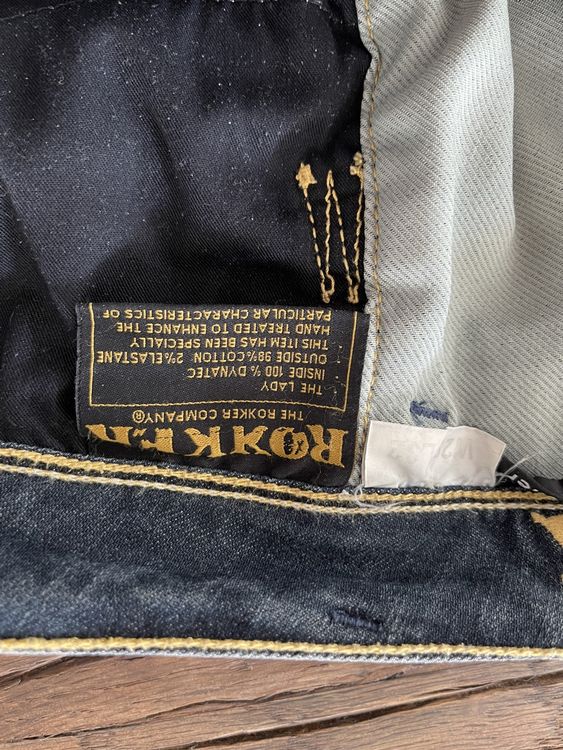 ROKKER
THE ROKKER COMPANY®
THE LADY
INSIDE 100 % DYNATEC
OUTSIDE 98% COTTON 2% ELASTANE
THIS ITEM HAS BEEN SPECIALLY
HAND TREATED TO ENHANCE THE
PARTICULAR CHARACTERISTICS OF